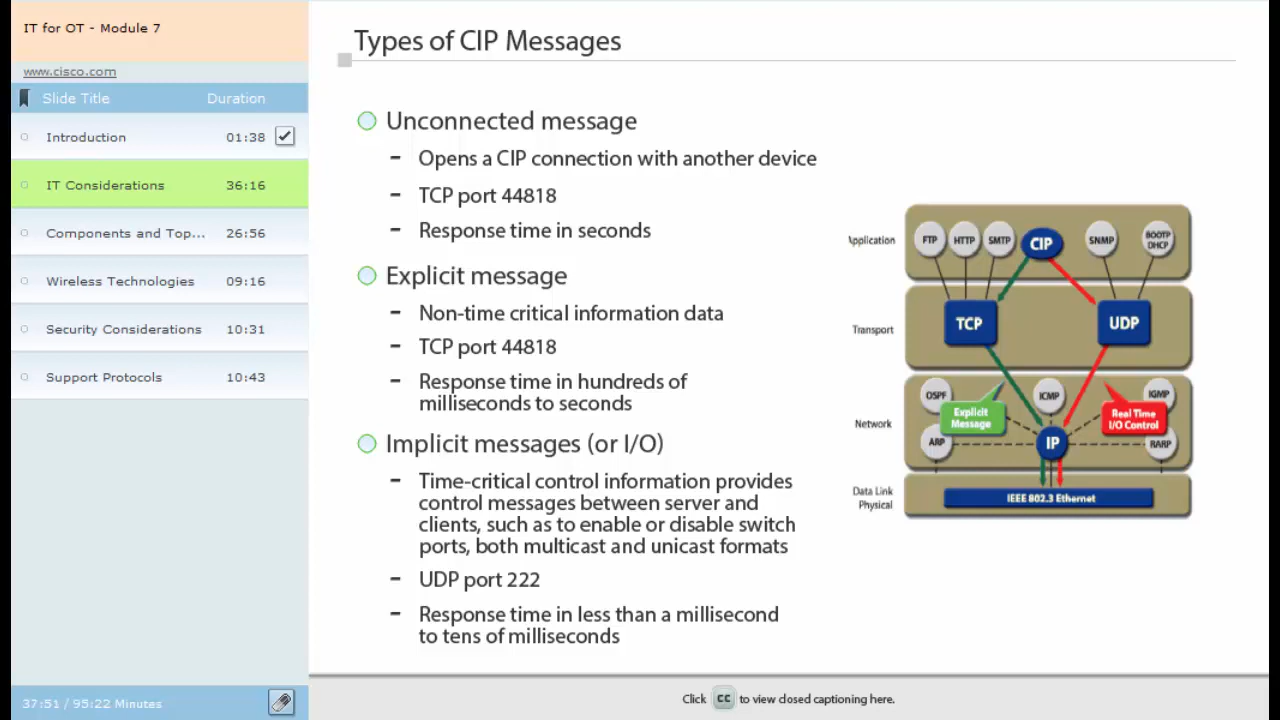 IT for OT - Module 7
www.cisco.com
Slide Title Duration
Introduction 01:38
IT Considerations 36:16
Components and Top... 26:56
Wireless Technologies 09:16
Security Considerations 10:31
Support Protocols 10:43
37:51 / 95:22 Minutes
Types of CIP Messages
Unconnected message
- Opens a CIP connection with another device
- TCP port 44818
- Response time in seconds
Explicit message
- Non-time critical information data
- TCP port 44818
- Response time in hundreds of
milliseconds to seconds
Implicit messages (or I/O)
- Time-critical control information provides
control messages between server and
clients, such as to enable or disable switch
ports, both multicast and unicast formats
- UDP port 222
- Response time in less than a millisecond
to tens of milliseconds
Application
FTP HTTP SMTP CIP SNMP BOOTP
DHCP
Transport
TCP UDP
Network
OSPF ICMP IGMP
Explicit
Message
Real Time
I/O Control
ARP IP RARP
Data Link
Physical
IEEE 802.3 Ethernet
Click CC to view closed captioning here.